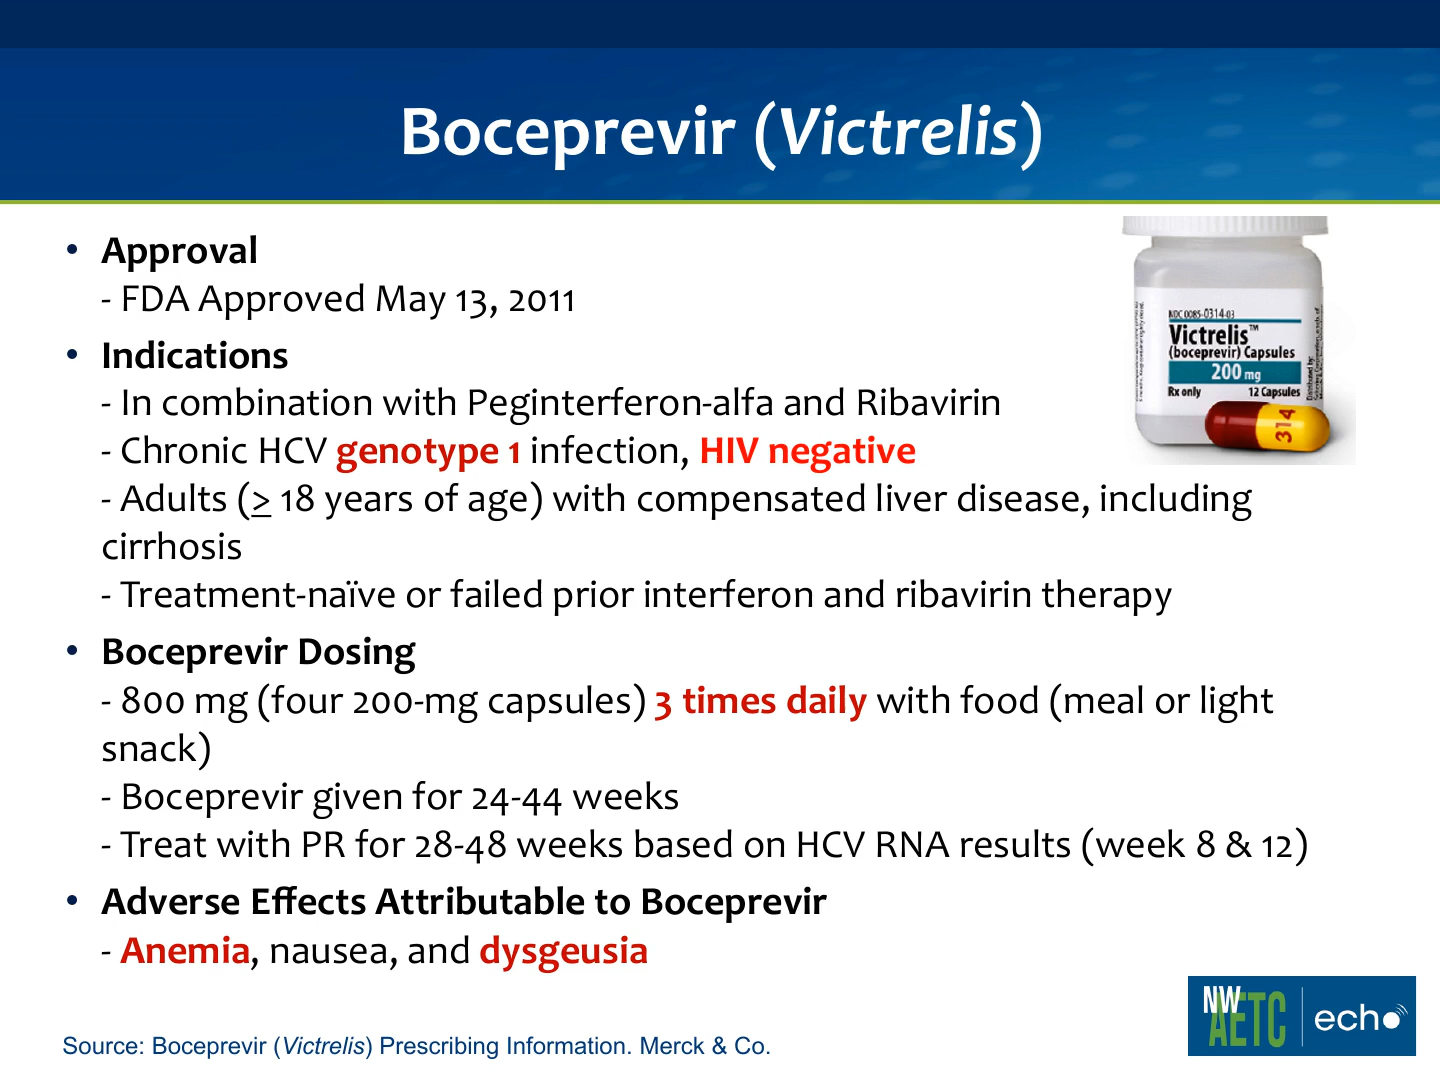 Boceprevir (Victrelis)
• Approval
- FDA Approved May 13, 2011
• Indications
- In combination with Peginterferon-alfa and Ribavirin
- Chronic HCV genotype 1 infection, HIV negative
- Adults (> 18 years of age) with compensated liver disease, including
cirrhosis
- Treatment-naïve or failed prior interferon and ribavirin therapy
• Boceprevir Dosing
- 800 mg (four 200-mg capsules) 3 times daily with food (meal or light
snack)
- Boceprevir given for 24-44 weeks
- Treat with PR for 28-48 weeks based on HCV RNA results (week 8 & 12)
• Adverse Effects Attributable to Boceprevir
- Anemia, nausea, and dysgeusia
NDC 0085-0314-03
Victrelis™
(boceprevir) Capsules
200 mg
Rx only 12 Capsules
314
Source: Boceprevir (Victrelis) Prescribing Information. Merck & Co.
NW
AETC
echo